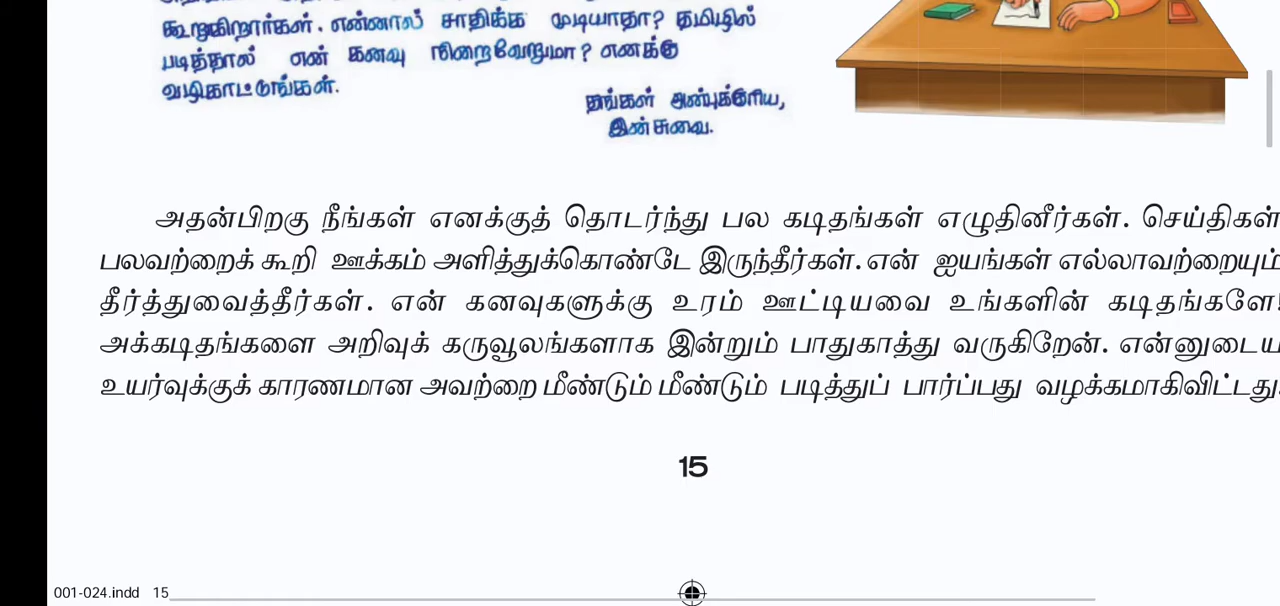 கூறுகிறார்கள். என்னால் சாதிக்க முடியாதா? தமிழில்
படித்தால் என் கனவு நிறைவேறுமா? எனக்கு
வழிகாட்டுங்கள்.
தங்கள் அன்புக்குரிய,
இன்சுவை.
அதன்பிறகு நீங்கள் எனக்குத் தொடர்ந்து பல கடிதங்கள் எழுதினீர்கள். செய்திகள்
பலவற்றைக் கூறி ஊக்கம் அளித்துக்கொண்டே இருந்தீர்கள். என் ஐயங்கள் எல்லாவற்றையும்
தீர்த்துவைத்தீர்கள். என் கனவுகளுக்கு உரம் ஊட்டியவை உங்களின் கடிதங்களே!
அக்கடிதங்களை அறிவுக் கருவூலங்களாக இன்றும் பாதுகாத்து வருகிறேன். என்னுடைய
உயர்வுக்குக் காரணமான அவற்றை மீண்டும் மீண்டும் படித்துப் பார்ப்பது வழக்கமாகிவிட்டது.
15
001-024.indd 15